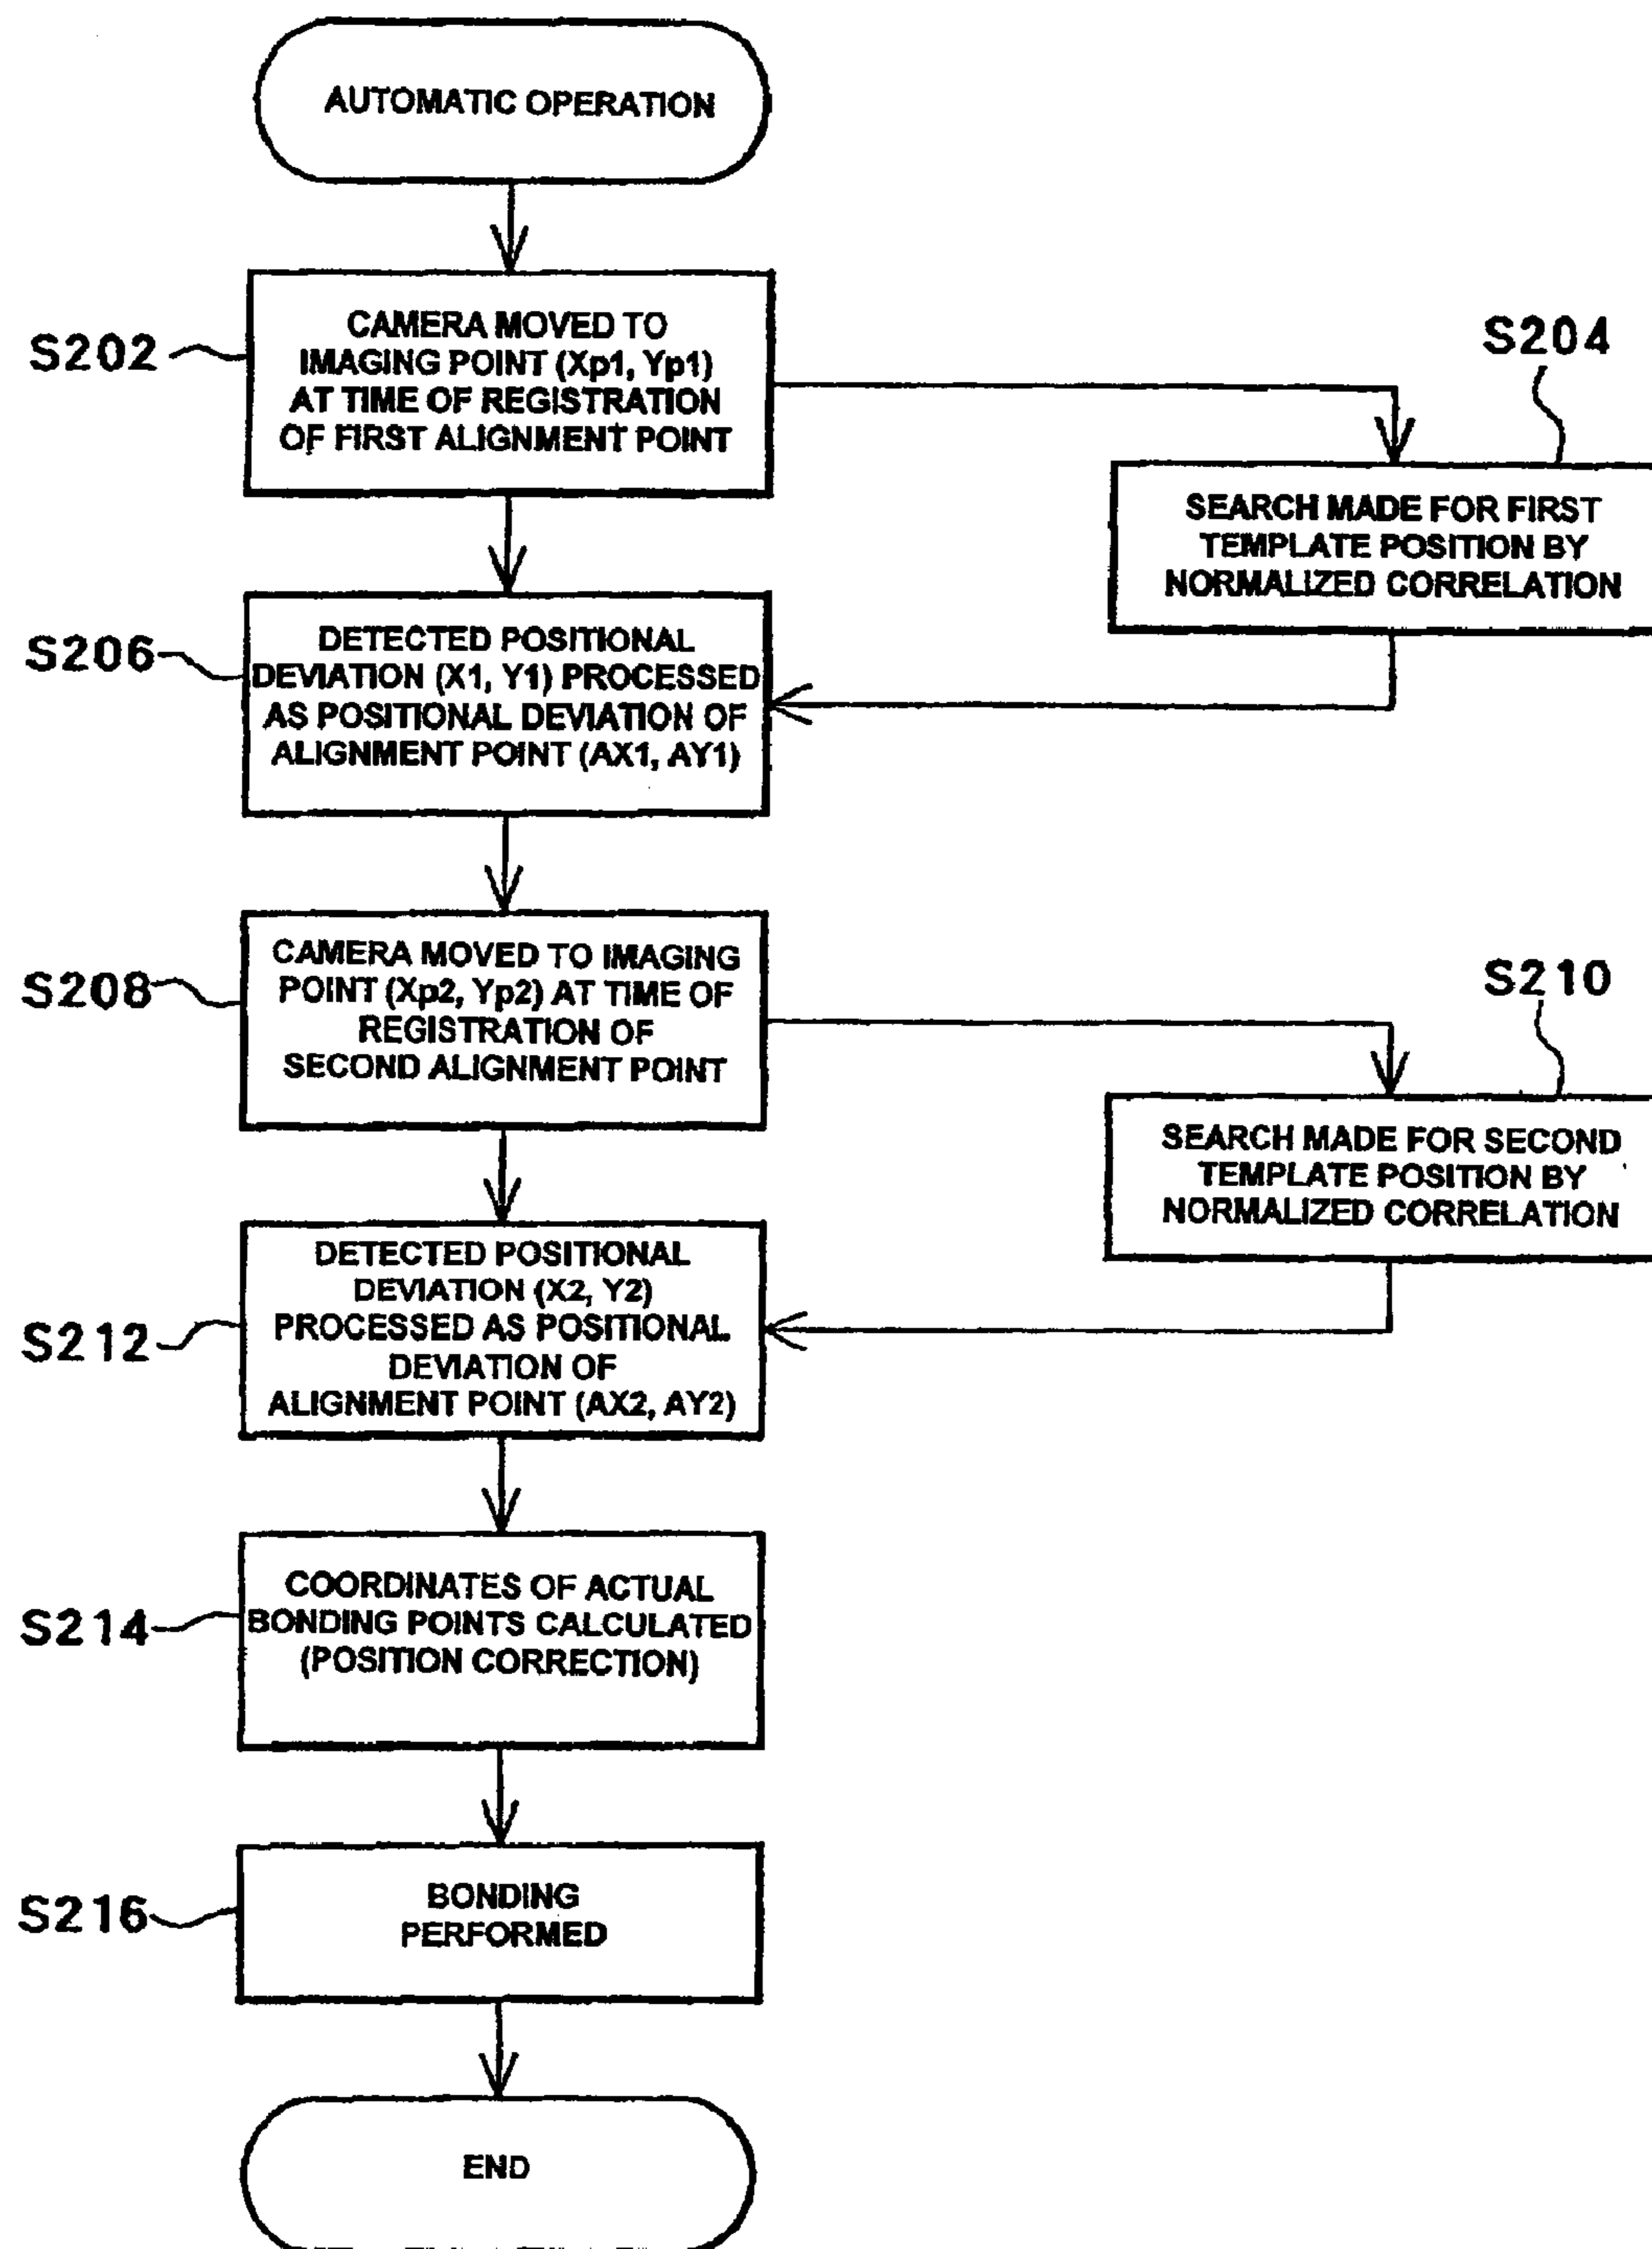 AUTOMATIC OPERATION
S202
CAMERA MOVED TO
IMAGING POINT (Xp1, Yp1)
AT TIME OF REGISTRATION
OF FIRST ALIGNMENT POINT
S204
SEARCH MADE FOR FIRST
TEMPLATE POSITION BY
NORMALIZED CORRELATION
S206
DETECTED POSITIONAL
DEVIATION (X1, Y1) PROCESSED
AS POSITIONAL DEVIATION OF
ALIGNMENT POINT (AX1, AY1)
S208
CAMERA MOVED TO IMAGING
POINT (Xp2, Yp2) AT TIME OF
REGISTRATION OF
SECOND ALIGNMENT POINT
S210
SEARCH MADE FOR SECOND
TEMPLATE POSITION BY
NORMALIZED CORRELATION
S212
DETECTED POSITIONAL
DEVIATION (X2, Y2)
PROCESSED AS POSITIONAL
DEVIATION OF
ALIGNMENT POINT (AX2, AY2)
S214
COORDINATES OF ACTUAL
BONDING POINTS CALCULATED
(POSITION CORRECTION)
S216
BONDING
PERFORMED
END